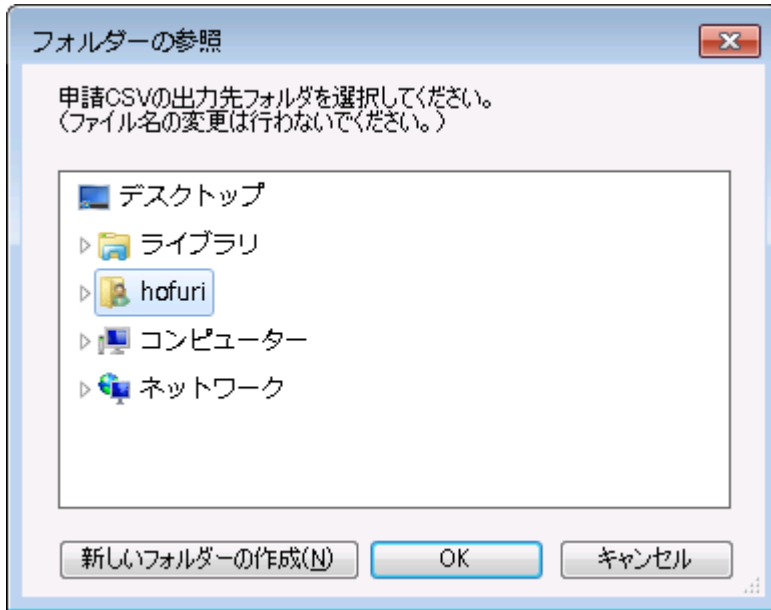 フォルダーの参照
申請CSVの出力先フォルダを選択してください。
(ファイル名の変更は行わないでください。)
デスクトップ
ライブラリ
hofuri
コンピューター
ネットワーク
新しいフォルダーの作成(N) OK キャンセル